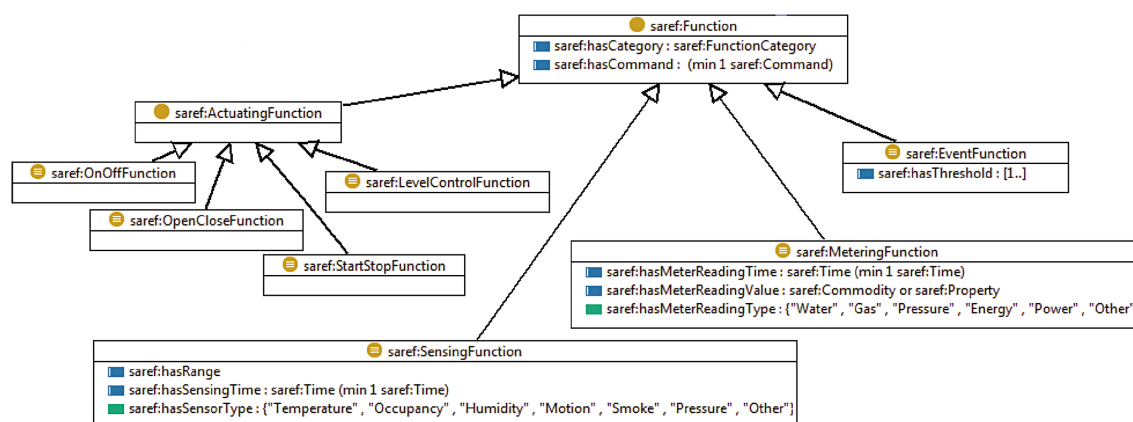 saref:Function
saref:hasCategory : saref:FunctionCategory
saref:hasCommand : (min 1 saref:Command)
saref:ActuatingFunction
saref:OnOffFunction
saref:LevelControlFunction
saref:OpenCloseFunction
saref:StartStopFunction
saref:EventFunction
saref:hasThreshold : [1..]
saref:MeteringFunction
saref:hasMeterReadingTime : saref:Time (min 1 saref:Time)
saref:hasMeterReadingValue : saref:Commodity or saref:Property
saref:hasMeterReadingType : {"Water" , "Gas" , "Pressure" , "Energy" , "Power" , "Other"
saref:SensingFunction
saref:hasRange
saref:hasSensingTime : saref:Time (min 1 saref:Time)
saref:hasSensorType : {"Temperature" , "Occupancy" , "Humidity" , "Motion" , "Smoke" , "Pressure" , "Other"}